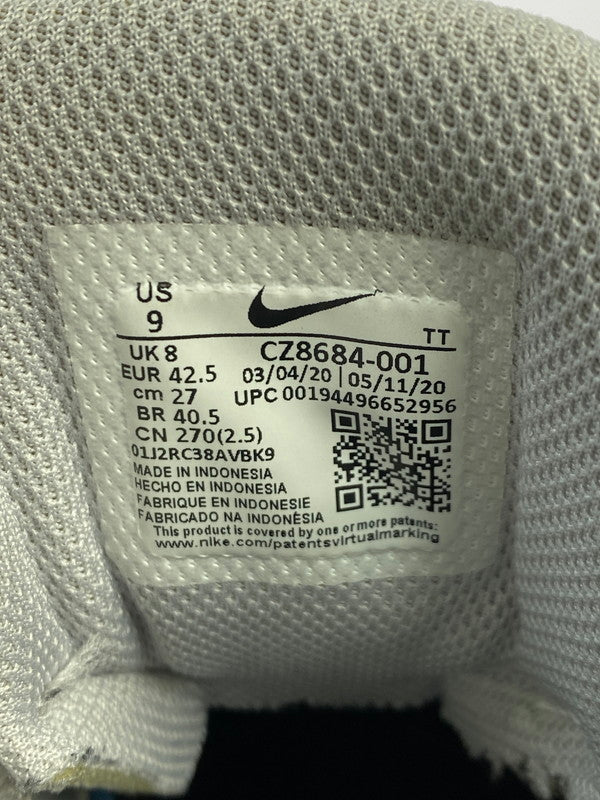 US
9
TT
UK 8
CZ8684-001
EUR 42.5
03/04/20 | 05/11/20
cm 27
UPC 00194496652956
BR 40.5
CN 270(2.5)
01J2RC38AVBK9
MADE IN INDONESIA
HECHO EN INDONESIA
FABRIQUE EN INDONESIE
FABRICADO NA INDONÉSIA
This product is covered by one or more patents:
www.nike.com/patentsvirtualmarking